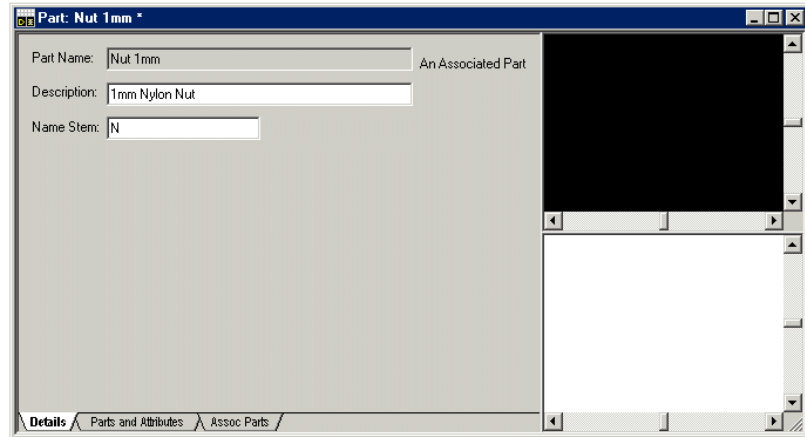 Part: Nut 1mm *
Part Name: Nut 1mm An Associated Part
Description: 1mm Nylon Nut
Name Stem: N
Details Parts and Attributes Assoc Parts